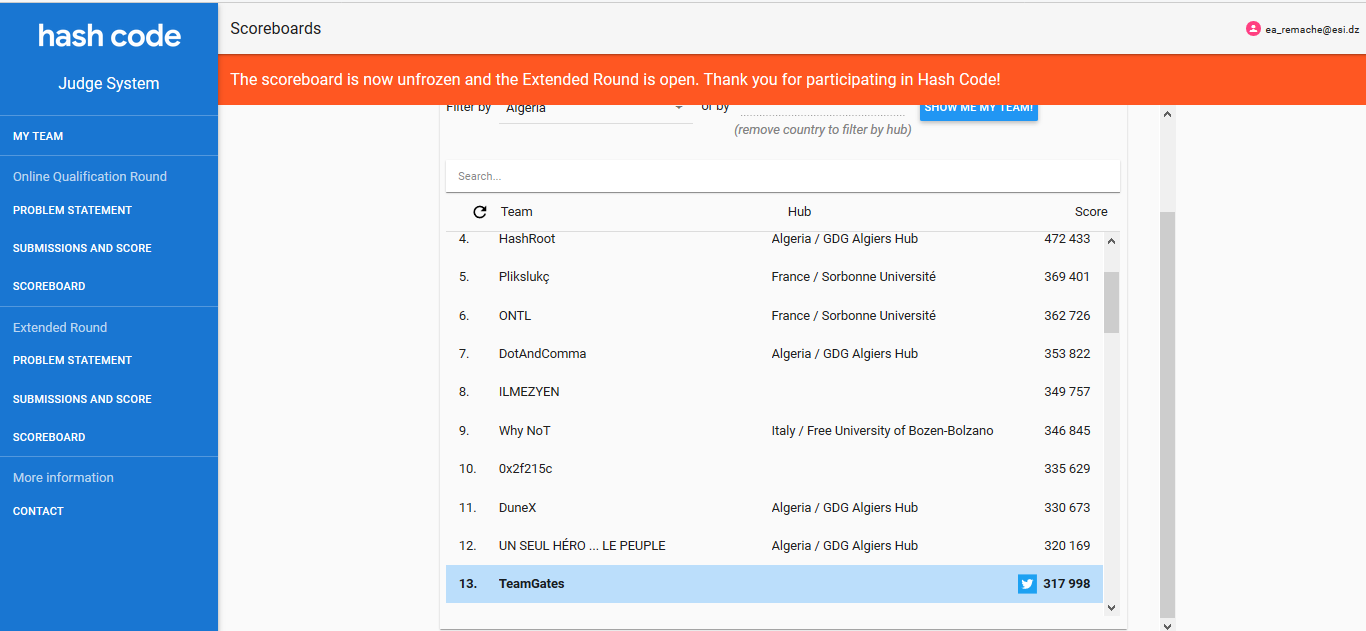 hash code
Judge System
MY TEAM
Online Qualification Round
PROBLEM STATEMENT
SUBMISSIONS AND SCORE
SCOREBOARD
Extended Round
PROBLEM STATEMENT
SUBMISSIONS AND SCORE
SCOREBOARD
More information
CONTACT
Scoreboards
ea_remache@esi.dz
The scoreboard is now unfrozen and the Extended Round is open. Thank you for participating in Hash Code!
Filter by Algeria or by SHOW ME MY TEAM!
(remove country to filter by hub)
Search...
Team Hub Score
4. HashRoot Algeria / GDG Algiers Hub 472 433
5. Plikslukç France / Sorbonne Université 369 401
6. ONTL France / Sorbonne Université 362 726
7. DotAndComma Algeria / GDG Algiers Hub 353 822
8. ILMEZYEN 349 757
9. Why NoT Italy / Free University of Bozen-Bolzano 346 845
10. 0x2f215c 335 629
11. DuneX Algeria / GDG Algiers Hub 330 673
12. UN SEUL HÉRO ... LE PEUPLE Algeria / GDG Algiers Hub 320 169
13. TeamGates 317 998